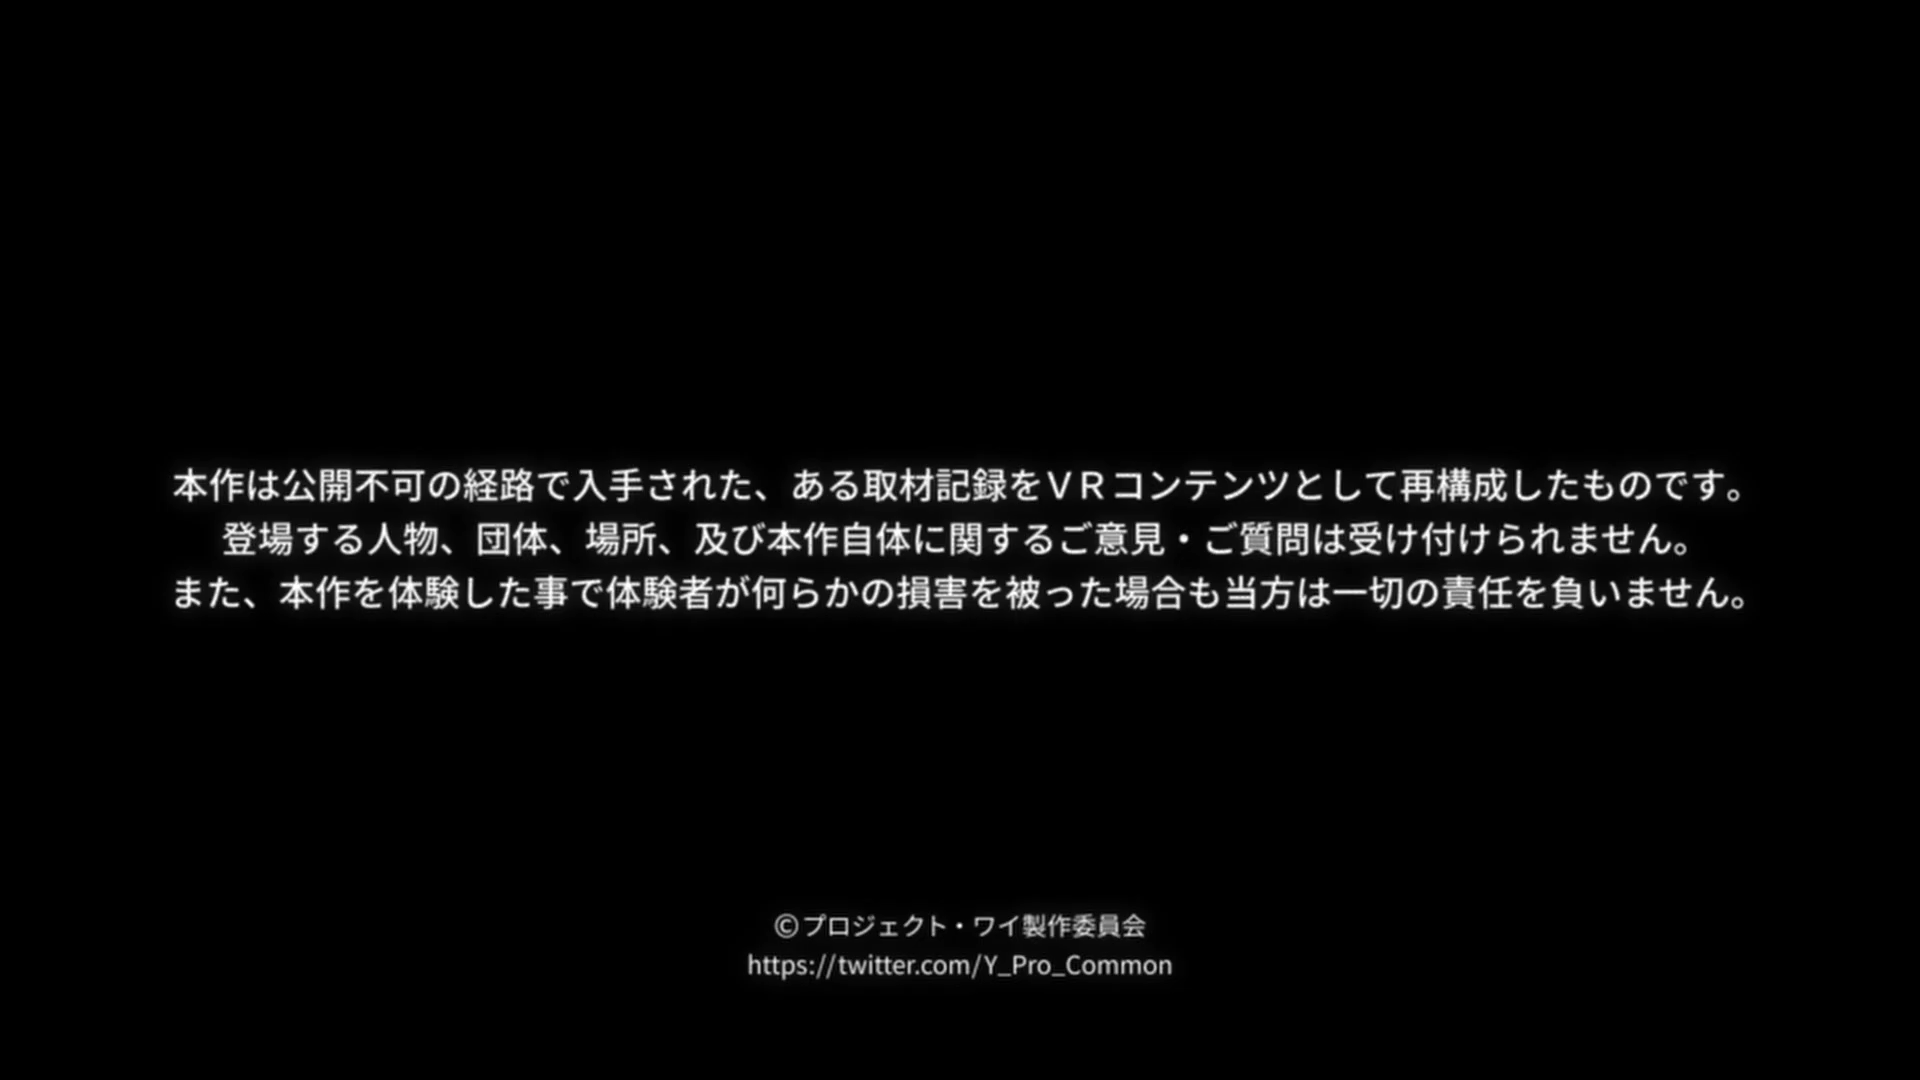 本作は公開不可の経路で入手された、ある取材記録をＶＲコンテンツとして再構成したものです。
登場する人物、団体、場所、及び本作自体に関するご意見・ご質問は受け付けられません。
また、本作を体験した事で体験者が何らかの損害を被った場合も当方は一切の責任を負いません。
©プロジェクト・ワイ製作委員会
https://twitter.com/Y_Pro_Common